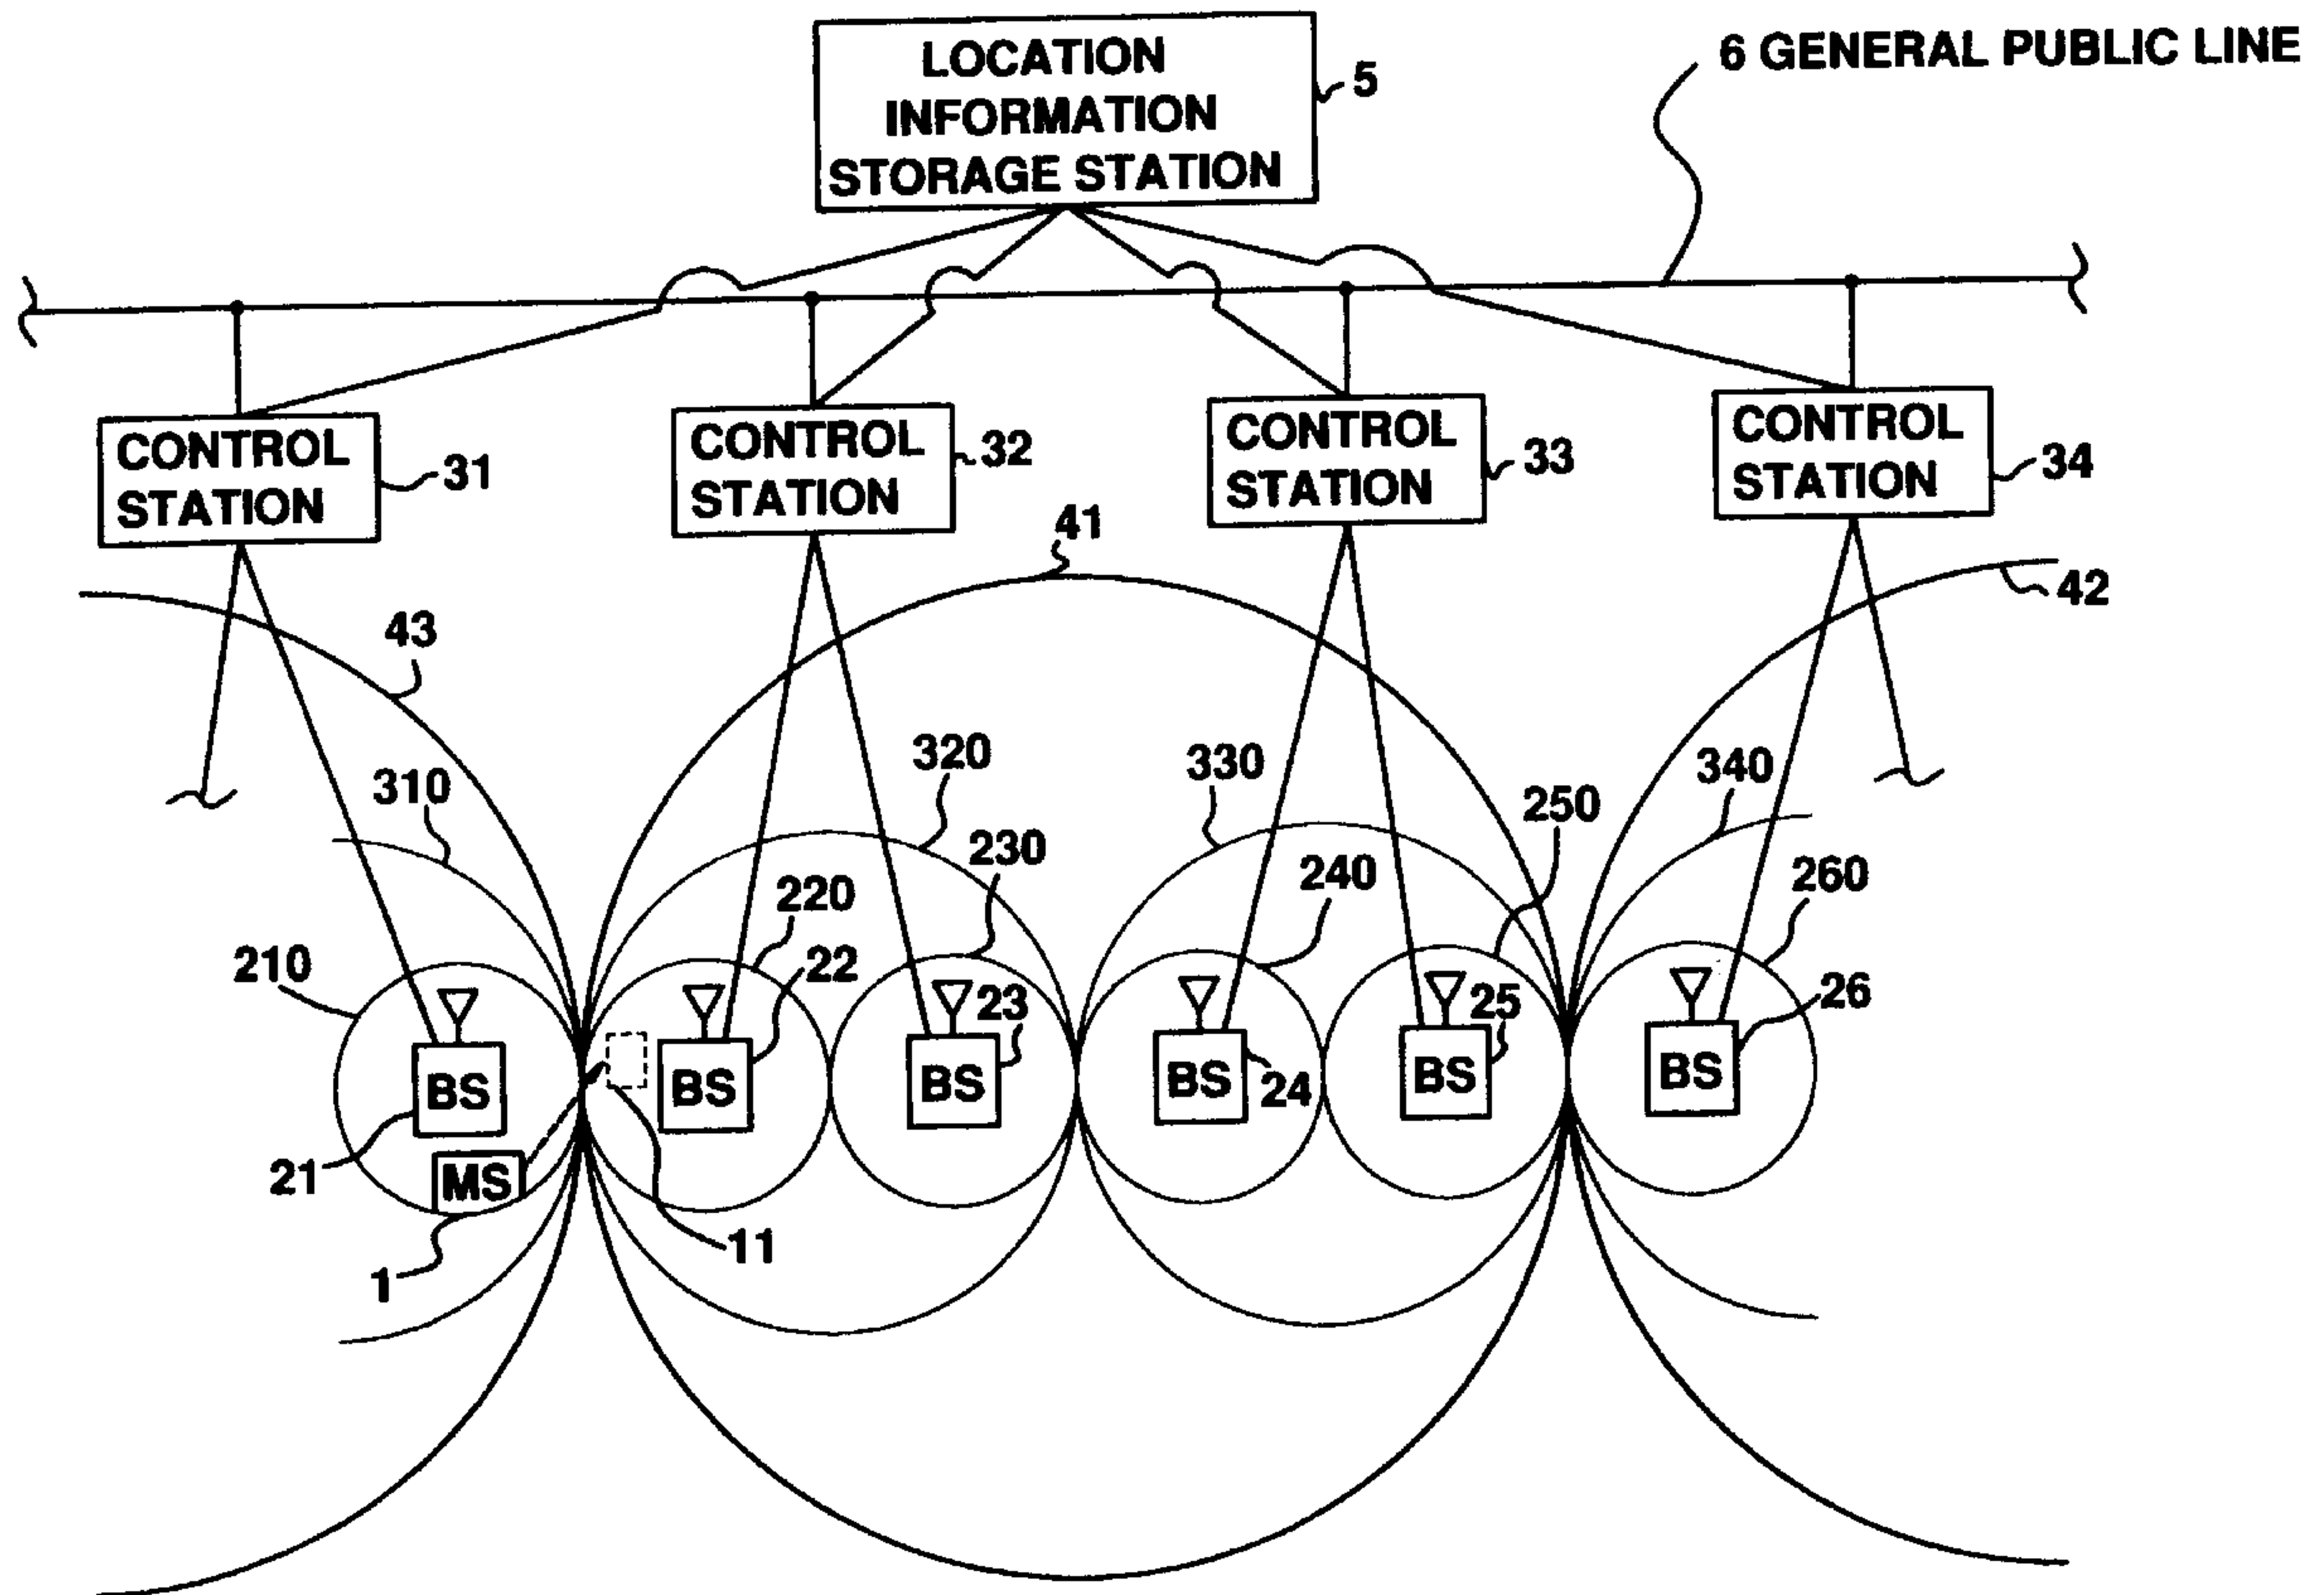 LOCATION
INFORMATION
STORAGE STATION
5
6 GENERAL PUBLIC LINE
CONTROL
STATION
31
CONTROL
STATION
32
CONTROL
STATION
33
CONTROL
STATION
34
41
42
43
310
320
330
340
210
220
230
240
250
260
22
23
25
26
BS
BS
BS
BS
24
BS
BS
21
MS
1
11